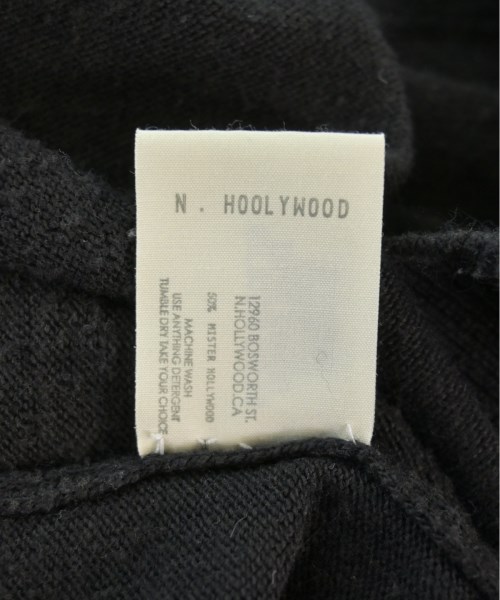 N. HOOLYWOOD
12960 BOSWORTH ST.
N.HOLLYWOOD.CA
50% MISTER HOLLYWOOD
MACHINE WASH
USE ANYTHING DETERGENT
TUMBLE DRY TAKE YOUR CHOICE